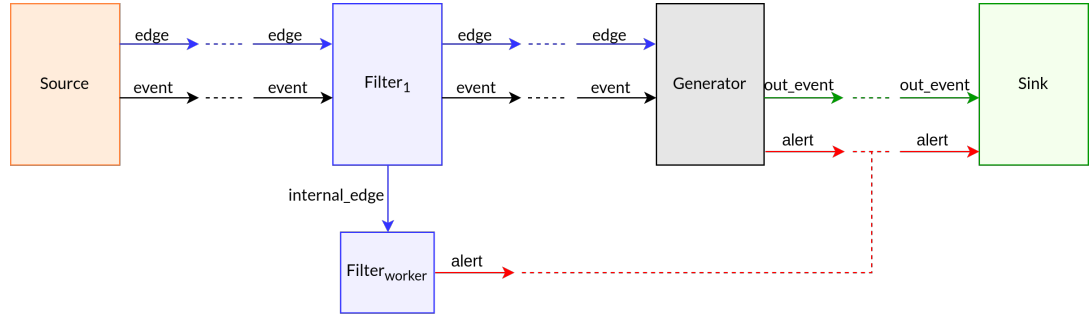 edge
edge
edge
edge
Source
Filter1
Generator
Sink
event
event
event
event
out_event
out_event
alert
alert
internal_edge
Filterworker
alert